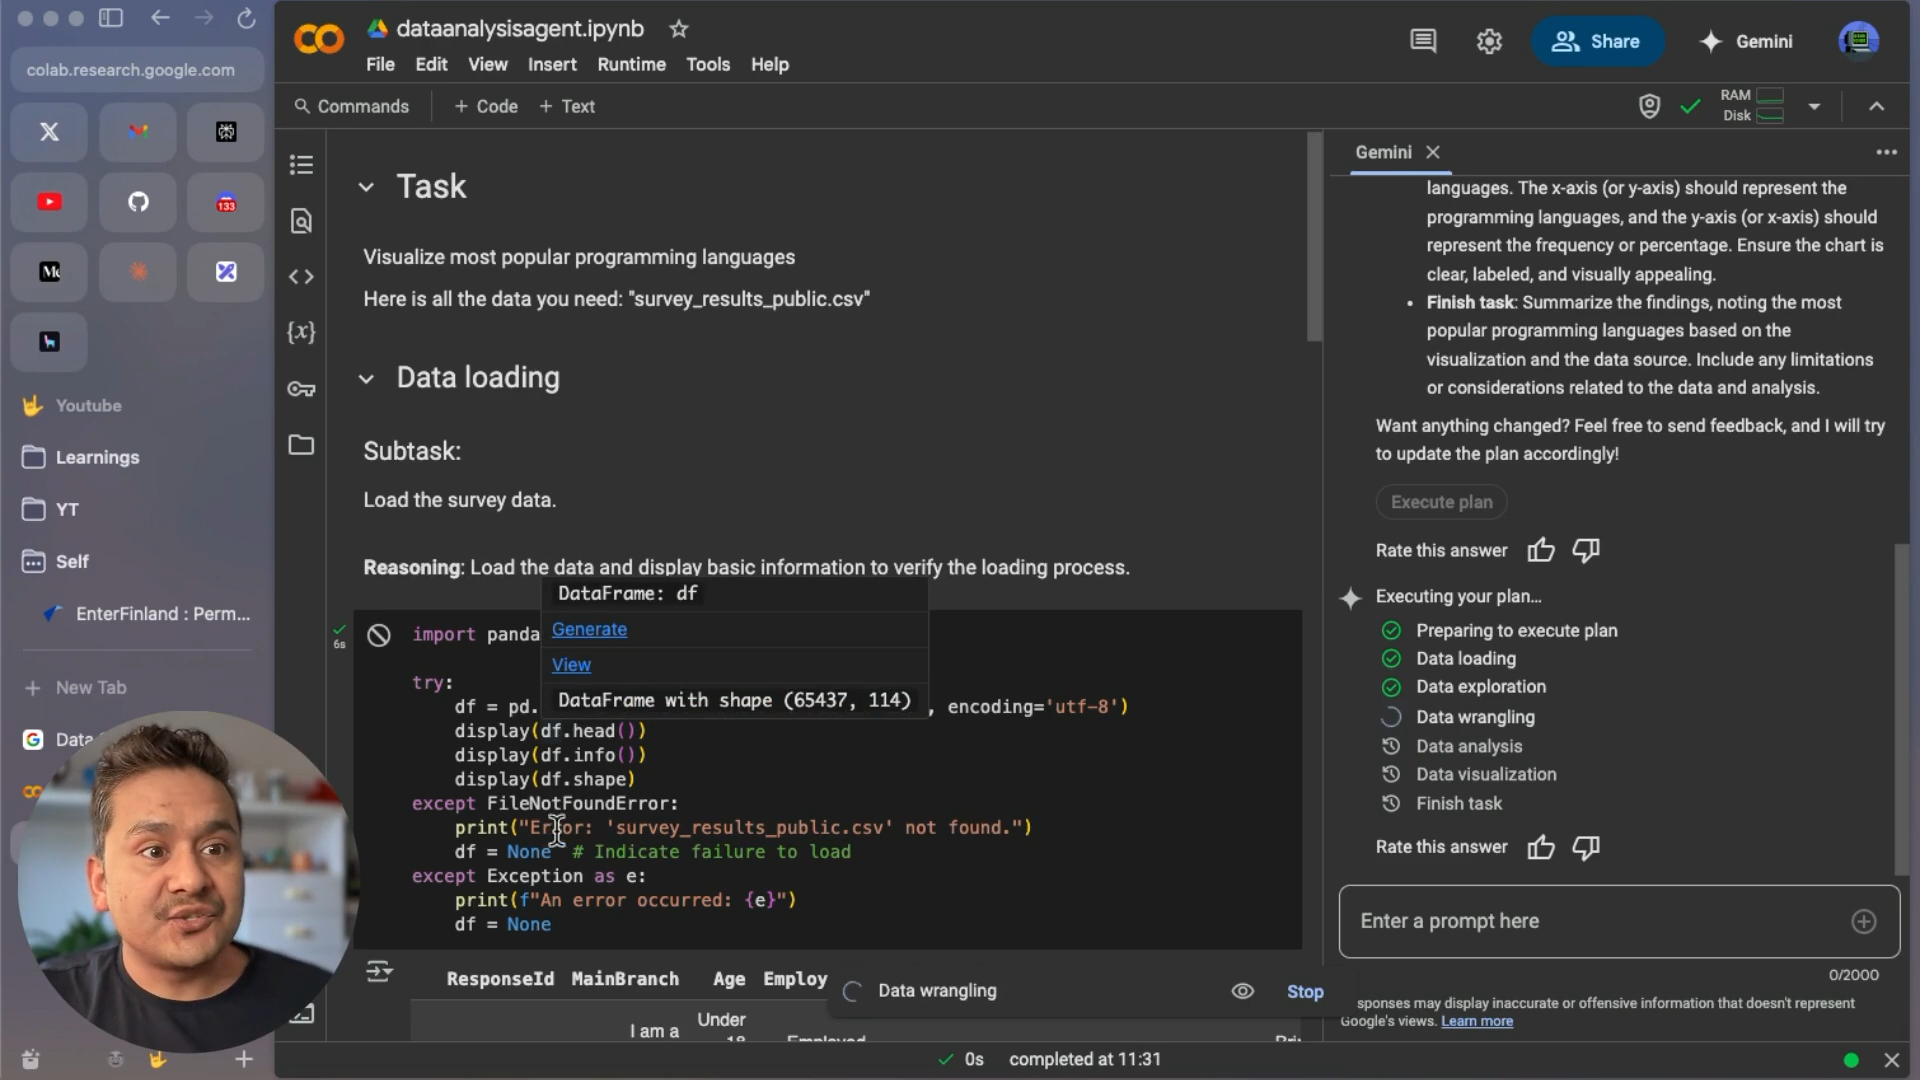 colab.research.google.com
133
Youtube
Learnings
YT
Self
EnterFinland : Perm...
New Tab
Data
dataanalysisagent.ipynb
File Edit View Insert Runtime Tools Help
Share
Gemini
Commands
+ Code + Text
RAM
Disk
Task
Visualize most popular programming languages
Here is all the data you need: "survey_results_public.csv"
Data loading
Subtask:
Load the survey data.
Reasoning: Load the data and display basic information to verify the loading process.
DataFrame: df
Generate
View
DataFrame with shape (65437, 114)
6s
import panda
try:
df = pd. , encoding='utf-8')
display(df.head())
display(df.info())
display(df.shape)
except FileNotFoundError:
print("Error: 'survey_results_public.csv' not found.")
df = None # Indicate failure to load
except Exception as e:
print(f"An error occurred: {e}")
df = None
ResponseId MainBranch Age Employ
I am a Under
Data wrangling
Stop
0s completed at 11:31
Gemini
languages. The x-axis (or y-axis) should represent the
programming languages, and the y-axis (or x-axis) should
represent the frequency or percentage. Ensure the chart is
clear, labeled, and visually appealing.
• Finish task: Summarize the findings, noting the most
popular programming languages based on the
visualization and the data source. Include any limitations
or considerations related to the data and analysis.
Want anything changed? Feel free to send feedback, and I will try
to update the plan accordingly!
Execute plan
Rate this answer
Executing your plan...
Preparing to execute plan
Data loading
Data exploration
Data wrangling
Data analysis
Data visualization
Finish task
Rate this answer
Enter a prompt here
0/2000
sponses may display inaccurate or offensive information that doesn't represent
Google's views. Learn more